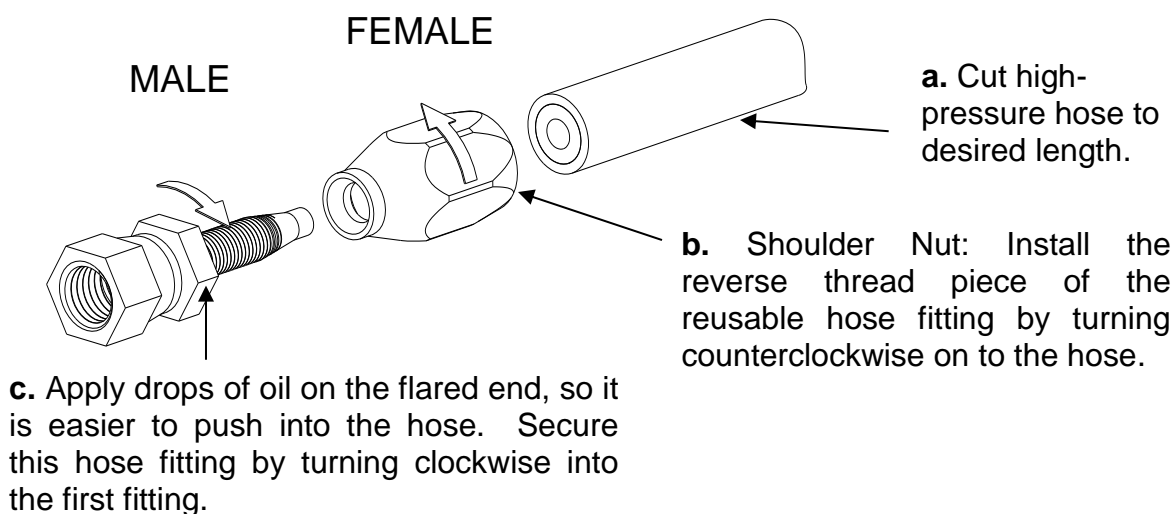 FEMALE
MALE
a. Cut high-
pressure hose to
desired length.
b. Shoulder Nut: Install the
reverse thread piece of the
reusable hose fitting by turning
counterclockwise on to the hose.
c. Apply drops of oil on the flared end, so it
is easier to push into the hose. Secure
this hose fitting by turning clockwise into
the first fitting.